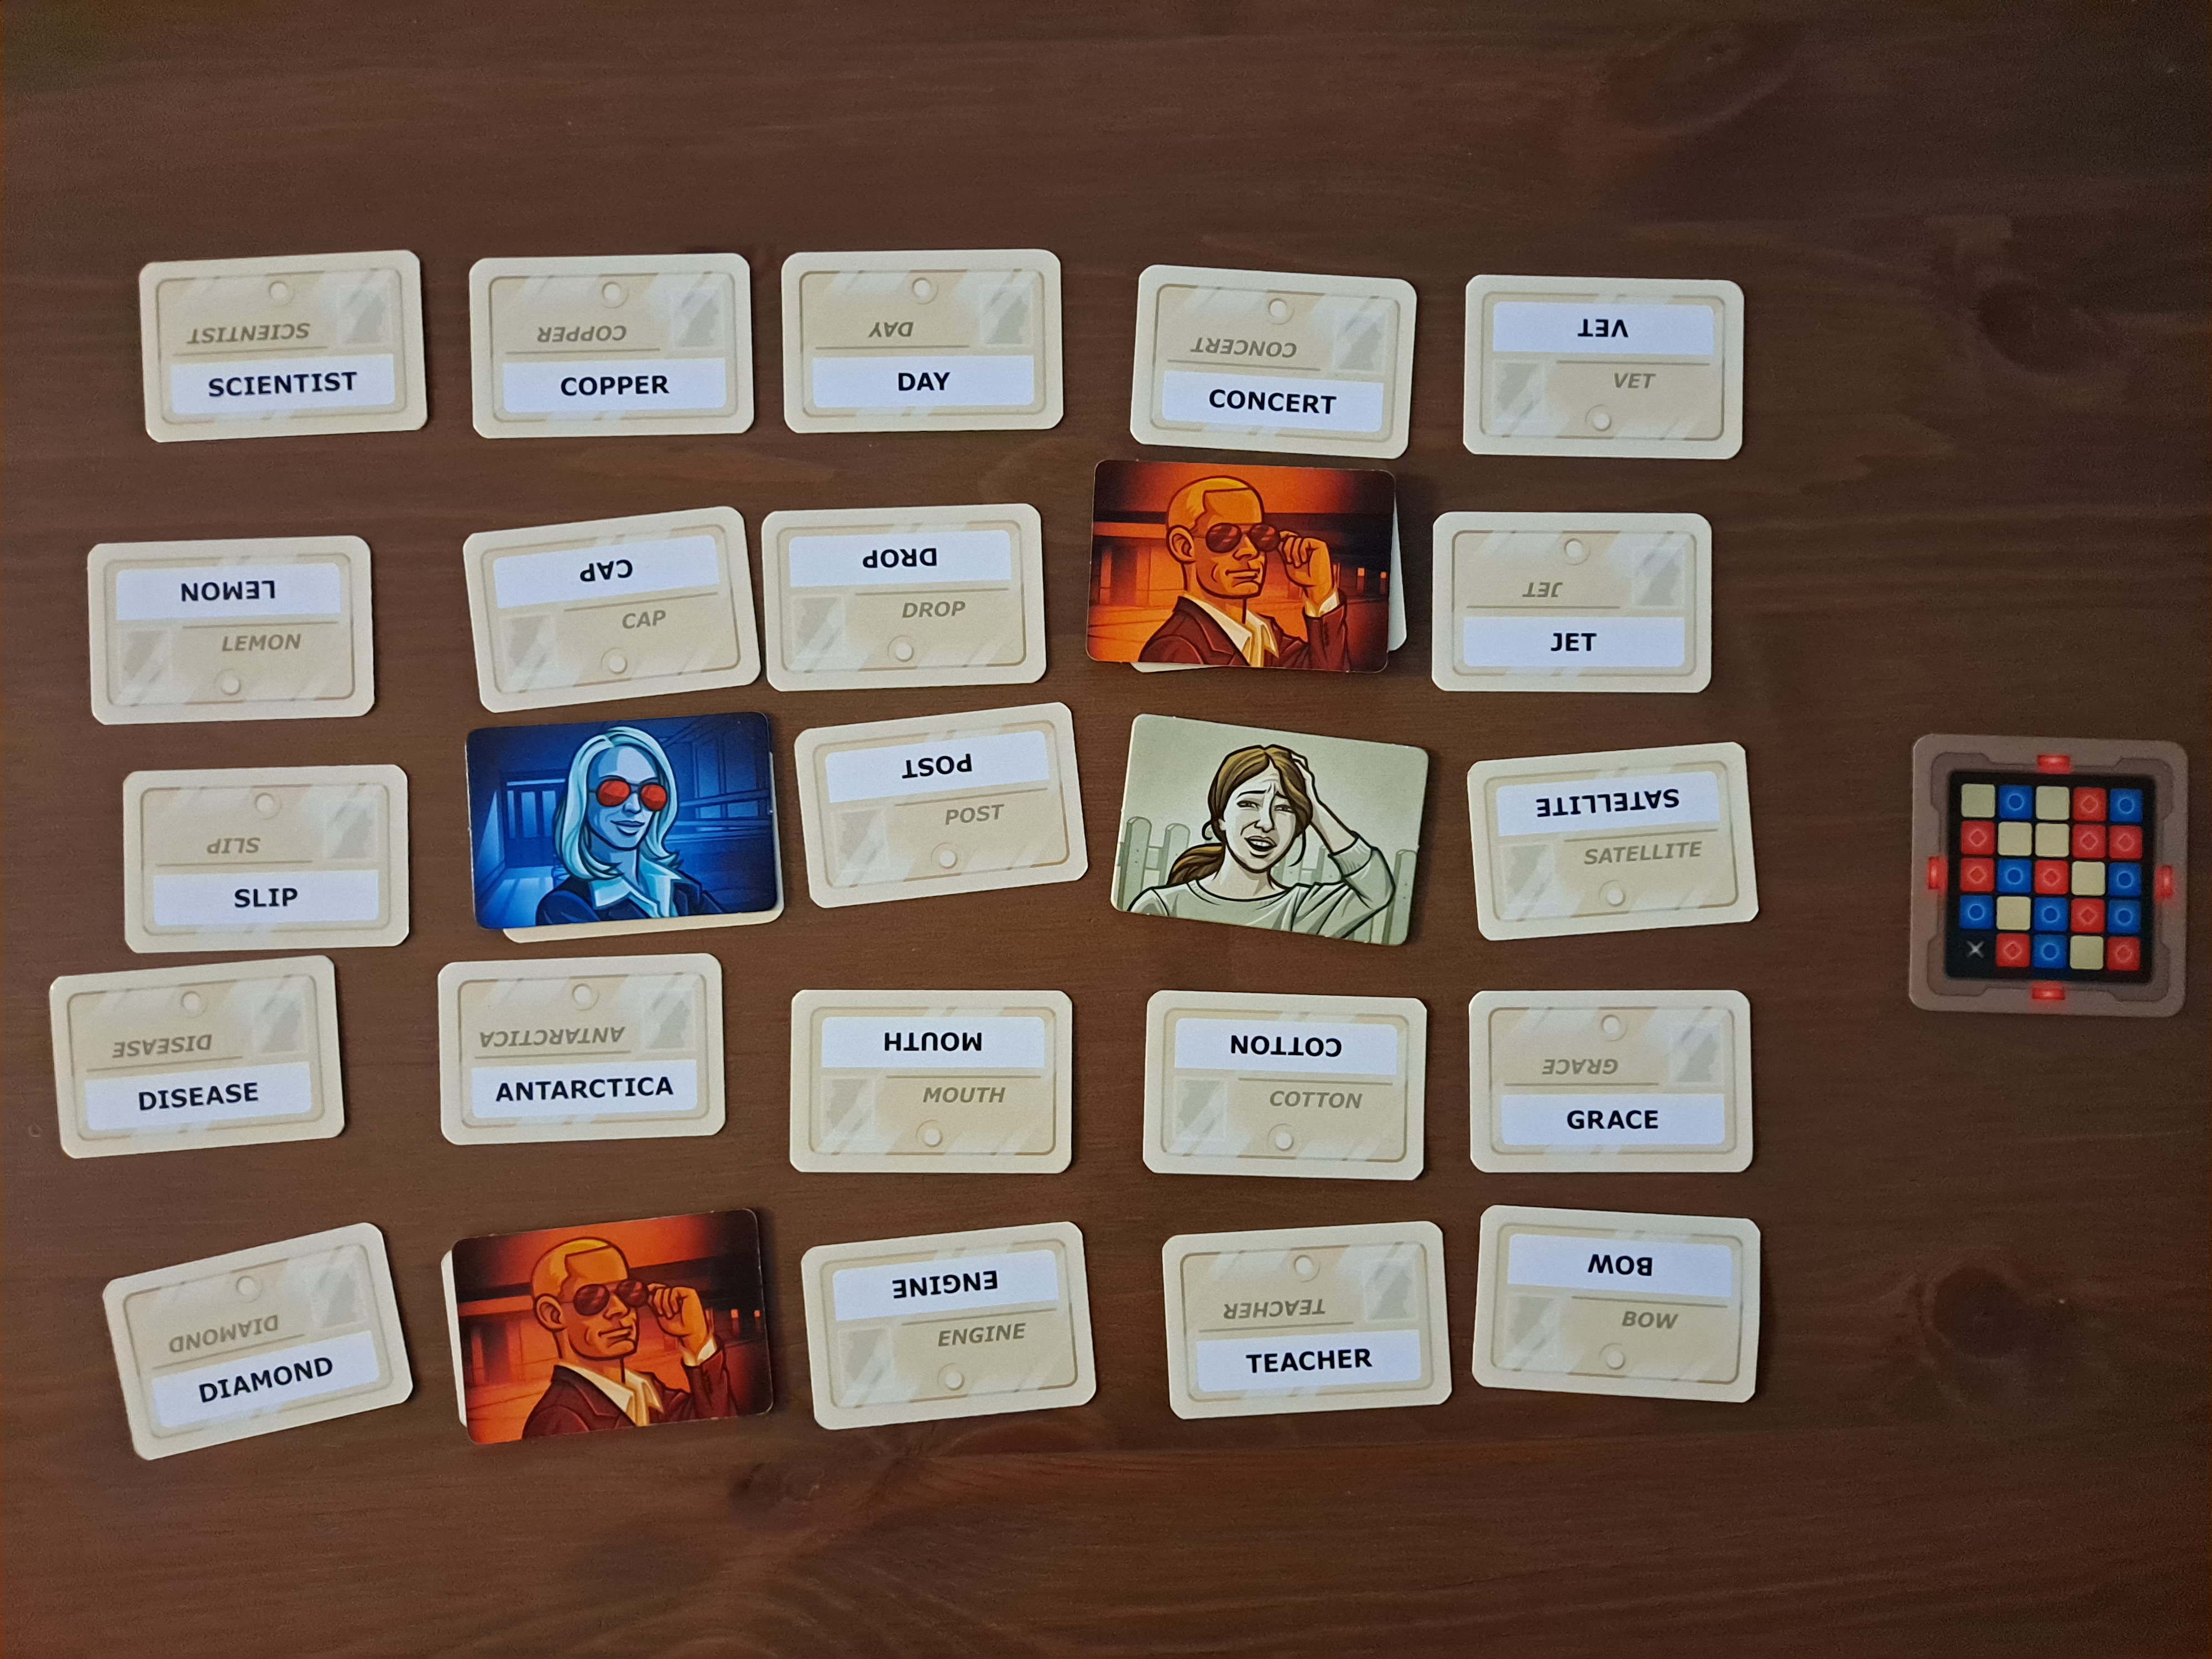 DIAMOND
DIAMOND
DISEASE
DISEASE
SLIP
SLIP
LEMON
LEMON
SCIENTIST
SCIENTIST
ANTARCTICA
ANTARCTICA
CAP
CAP
COPPER
COPPER
ENGINE
ENGINE
MOUTH
MOUTH
POST
POST
DROP
DROP
DAY
DAY
TEACHER
TEACHER
COTTON
COTTON
CONCERT
CONCERT
BOW
BOW
GRACE
GRACE
SATELLITE
SATELLITE
JET
JET
VET
VET